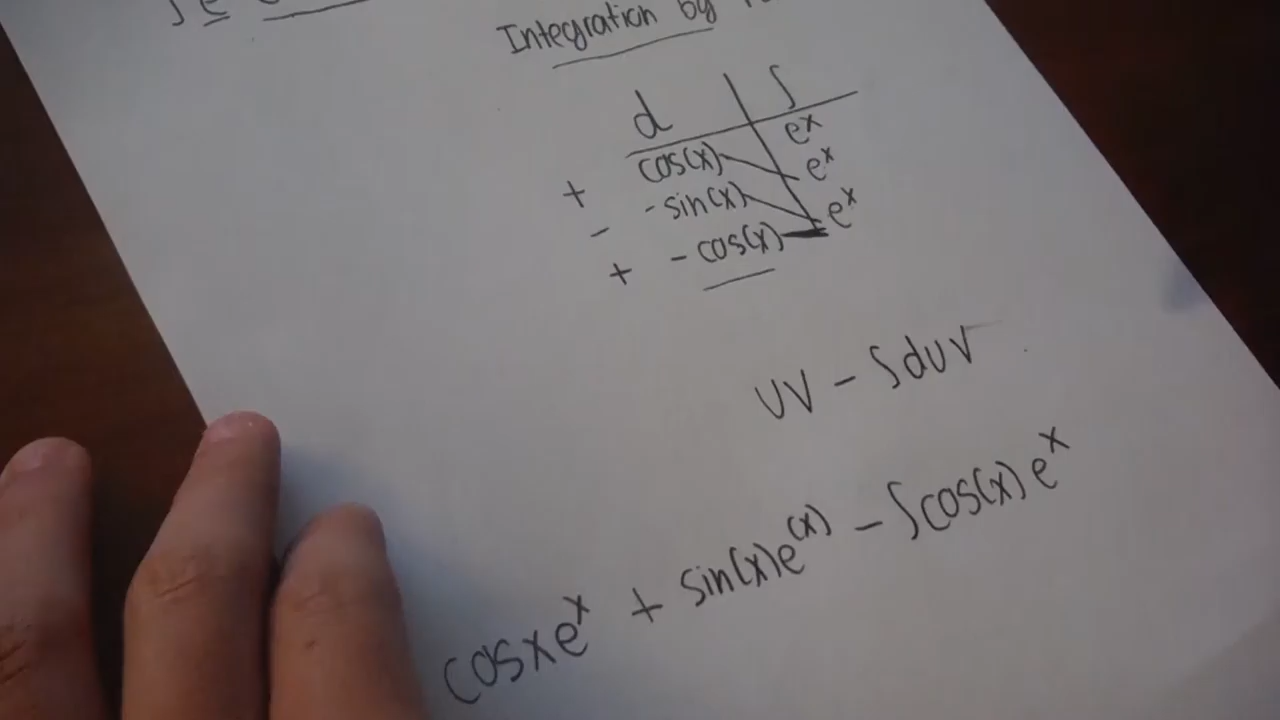 ∫ e
Integration by
d | ∫
+ cos(x) e^x
- -sin(x) e^x
+ -cos(x) e^x
UV - ∫duv
cosxe^x + sin(x)e^(x) - ∫cos(x)e^x